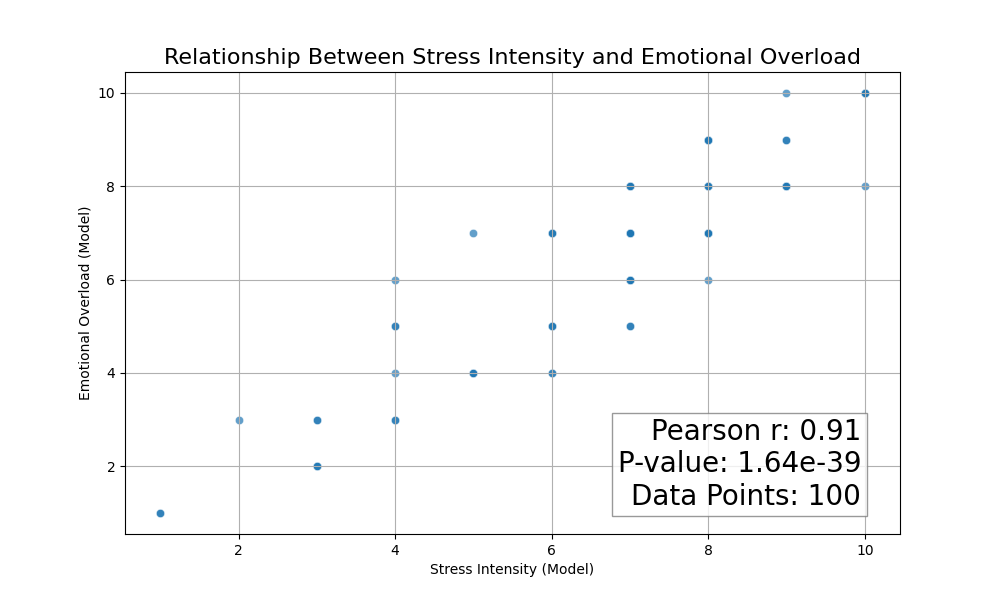 Relationship Between Stress Intensity and Emotional Overload
10
8
6
4
2
Emotional Overload (Model)
Pearson r: 0.91
P-value: 1.64e-39
Data Points: 100
2 4 6 8 10
Stress Intensity (Model)